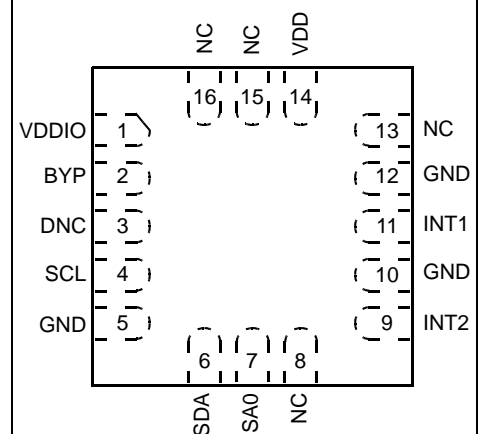 NC NC VDD
16 15 14
VDDIO 1 13 NC
BYP 2 12 GND
DNC 3 11 INT1
SCL 4 10 GND
GND 5 9 INT2
6 7 8
SDA SA0 NC